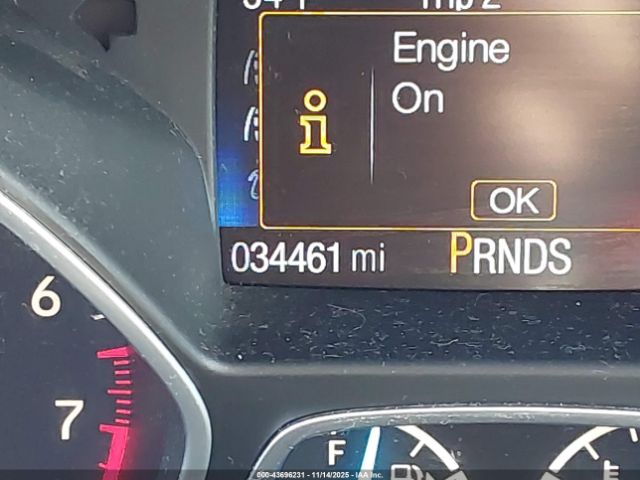 Engine
On
OK
034461 mi PRNDS
6
7
F
000-43696231 - 11/14/2025 - IAA Inc.